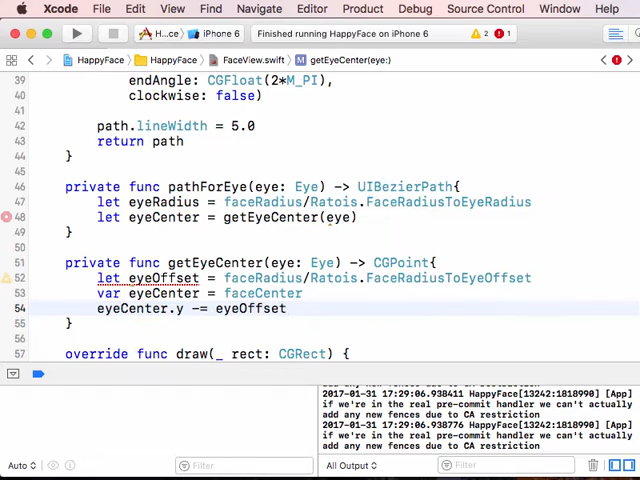 Xcode File Edit View Find Navigate Editor Product Debug Source Control Window Help
H...ce iPhone 6 Finished running HappyFace on iPhone 6 2 1
HappyFace HappyFace FaceView.swift getEyeCenter(eye:)
39 endAngle: CGFloat(2*M_PI),
40 clockwise: false)
41
42 path.lineWidth = 5.0
43 return path
44 }
45
46 private func pathForEye(eye: Eye) -> UIBezierPath{
47 let eyeRadius = faceRadius/Ratois.FaceRadiusToEyeRadius
48 let eyeCenter = getEyeCenter(eye)
49 }
50
51 private func getEyeCenter(eye: Eye) -> CGPoint{
52 let eyeOffset = faceRadius/Ratois.FaceRadiusToEyeOffset
53 var eyeCenter = faceCenter
54 eyeCenter.y -= eyeOffset
55 }
56
57 override func draw(_ rect: CGRect) {
add any new fences due to CA restriction
2017-01-31 17:29:06.938411 HappyFace[13242:1818990] [App]
if we're in the real pre-commit handler we can't actually
add any new fences due to CA restriction
2017-01-31 17:29:06.938776 HappyFace[13242:1818990] [App]
if we're in the real pre-commit handler we can't actually
add any new fences due to CA restriction
Auto Filter All Output Filter